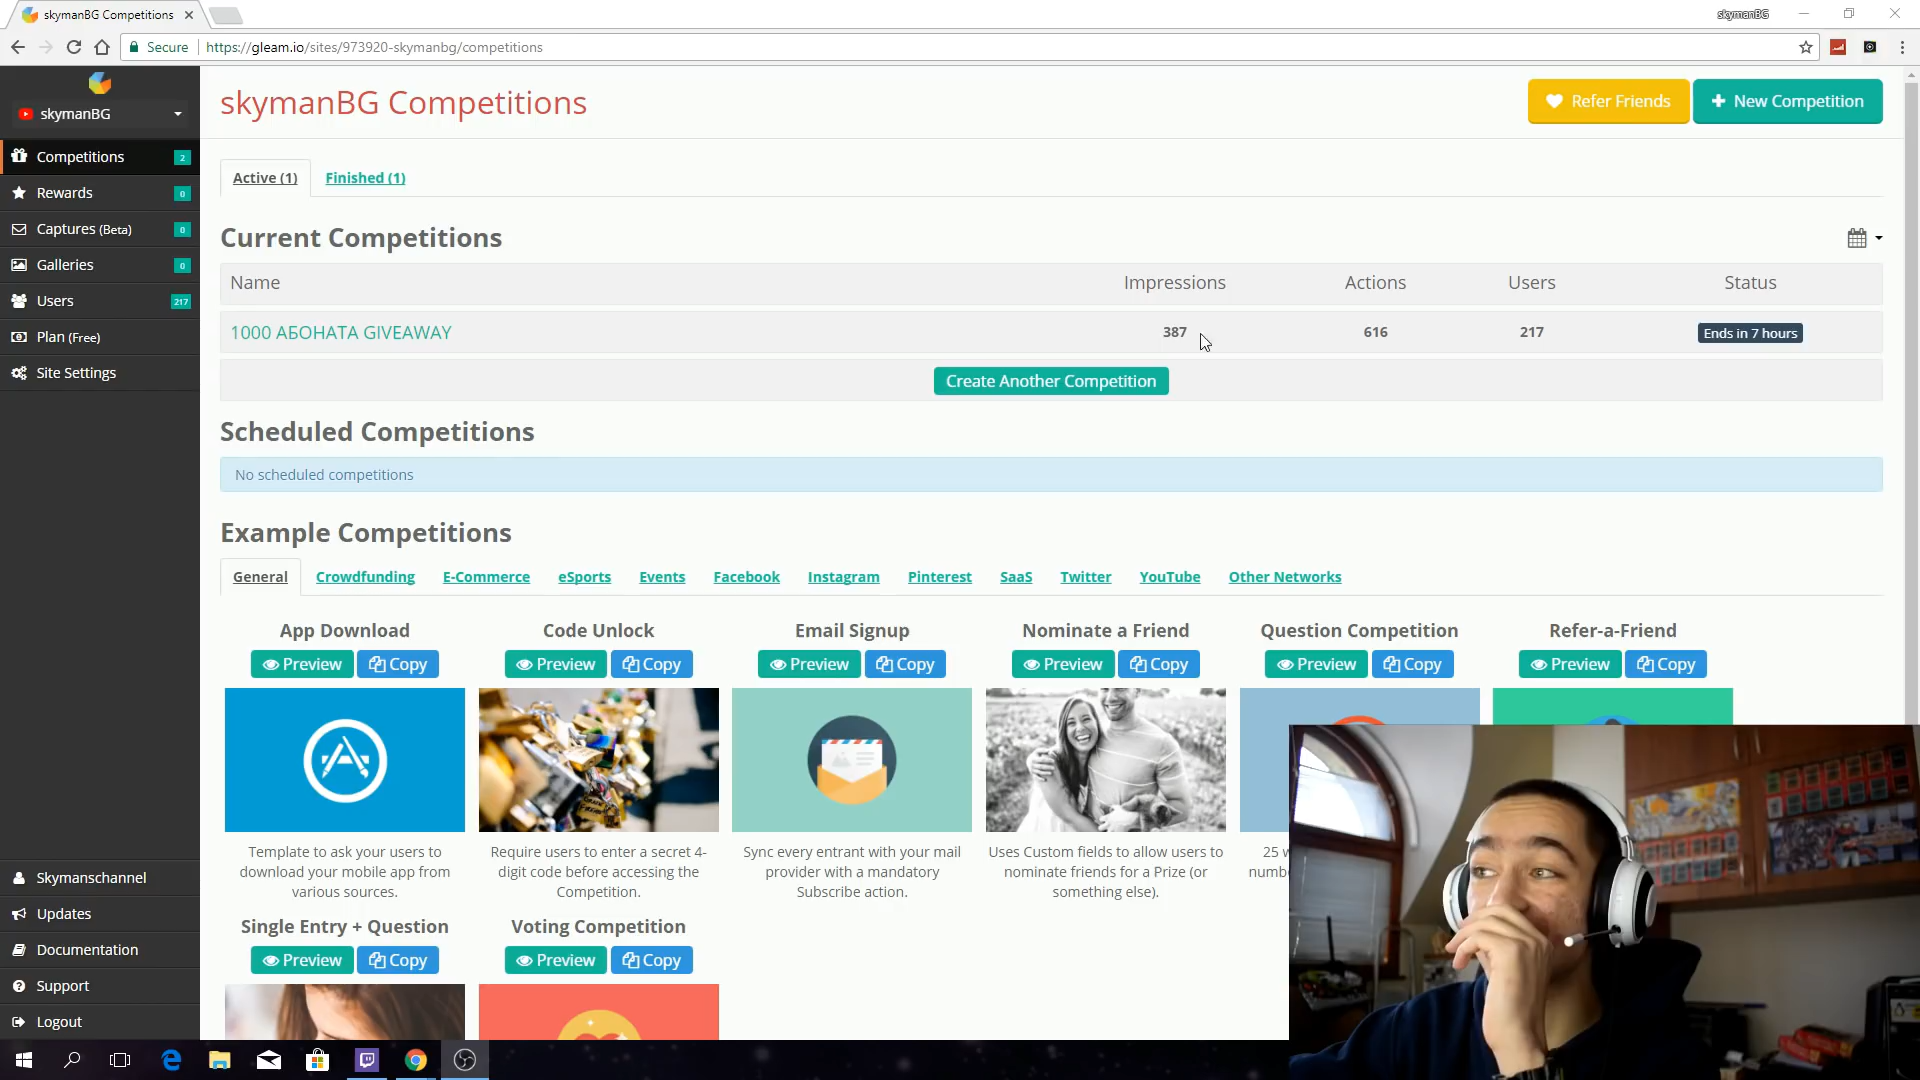 skymanBG Competitions
skymanBG
Secure
https://gleam.io/sites/973920-skymanbg/competitions
skymanBG
Competitions 2
Rewards 0
Captures (Beta) 0
Galleries 0
Users 217
Plan (Free)
Site Settings
Skymanschannel
Updates
Documentation
Support
Logout
skymanBG Competitions
Refer Friends
New Competition
Active (1)
Finished (1)
Current Competitions
Name Impressions Actions Users Status
1000 АБОНАТА GIVEAWAY 387 616 217 Ends in 7 hours
Create Another Competition
Scheduled Competitions
No scheduled competitions
Example Competitions
General Crowdfunding E-Commerce eSports Events Facebook Instagram Pinterest SaaS Twitter YouTube Other Networks
App Download
Preview Copy
Template to ask your users to
download your mobile app from
various sources.
Code Unlock
Preview Copy
Require users to enter a secret 4-
digit code before accessing the
Competition.
Email Signup
Preview Copy
Sync every entrant with your mail
provider with a mandatory
Subscribe action.
Nominate a Friend
Preview Copy
Uses Custom fields to allow users to
nominate friends for a Prize (or
something else).
Question Competition
Preview Copy
25
Refer-a-Friend
Preview Copy
Single Entry + Question
Preview Copy
Voting Competition
Preview Copy